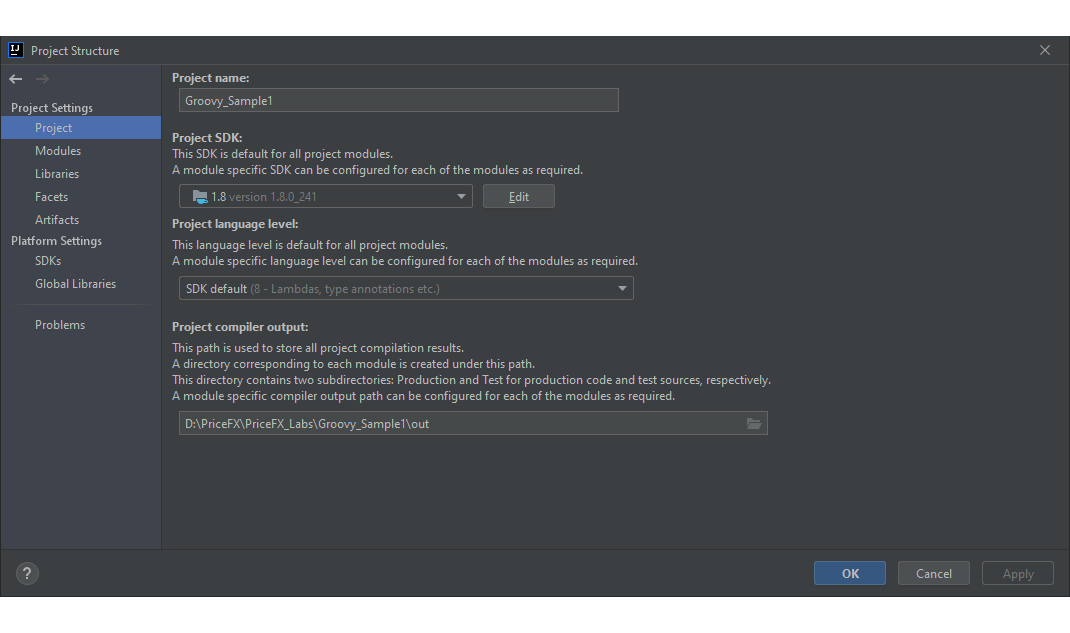 IJ Project Structure
Project Settings
Project
Modules
Libraries
Facets
Artifacts
Platform Settings
SDKs
Global Libraries
Problems
Project name:
Groovy_Sample1
Project SDK:
This SDK is default for all project modules.
A module specific SDK can be configured for each of the modules as required.
1.8 version 1.8.0_241
Edit
Project language level:
This language level is default for all project modules.
A module specific language level can be configured for each of the modules as required.
SDK default (8 - Lambdas, type annotations etc.)
Project compiler output:
This path is used to store all project compilation results.
A directory corresponding to each module is created under this path.
This directory contains two subdirectories: Production and Test for production code and test sources, respectively.
A module specific compiler output path can be configured for each of the modules as required.
D:\PriceFX\PriceFX_Labs\Groovy_Sample1\out
? OK Cancel Apply